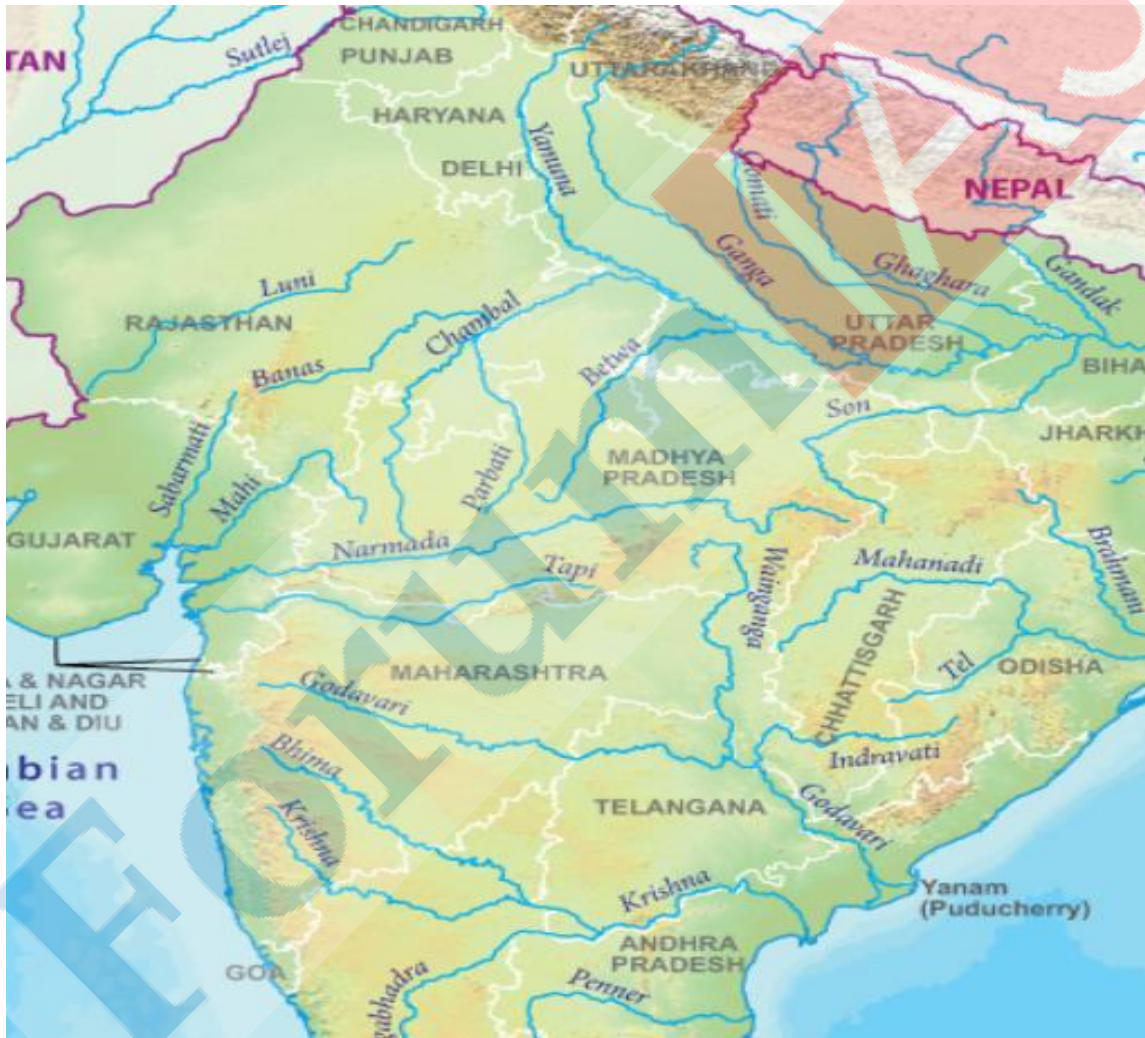 CHANDIGARH
PUNJAB
TAN
Sutlej
UTTARAKHAND
HARYANA
DELHI
Yamuna
Gomati
NEPAL
Ganga
Ghaghara
Gandak
Luni
RAJASTHAN
Chambal
UTTAR
PRADESH
Banas
Betwa
BIHA
Son
JHARKH
Sabarmati
Mahi
Parbati
MADHYA
PRADESH
GUJARAT
Narmada
Tapi
Wainganga
Mahanadi
Brahmani
CHHATTISGARH
MAHARASHTRA
Tel
ODISHA
A & NAGAR
ELI AND
AN & DIU
Godavari
Indravati
bian
ea
Bhima
Krishna
TELANGANA
Godavari
Krishna
Yanam
(Puducherry)
ANDHRA
PRADESH
GOA
gabhadra
Penner
Forum